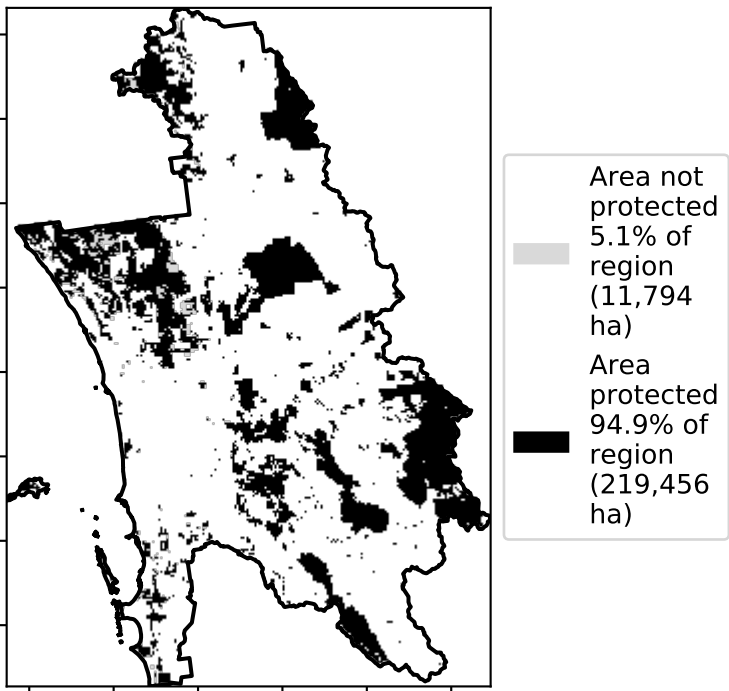 Area not
protected
5.1% of
region
(11,794
ha)
Area
protected
94.9% of
region
(219,456
ha)